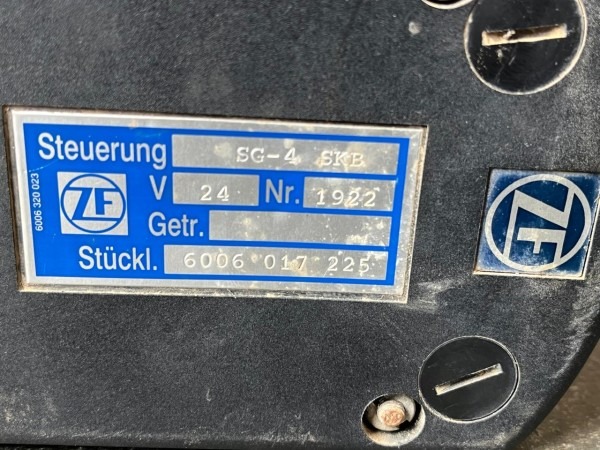 Steuerung SG-4 SKB
V 24 Nr. 1922
Getr.
Stückl. 6006 017 225
6006 320 023
ZF
ZF